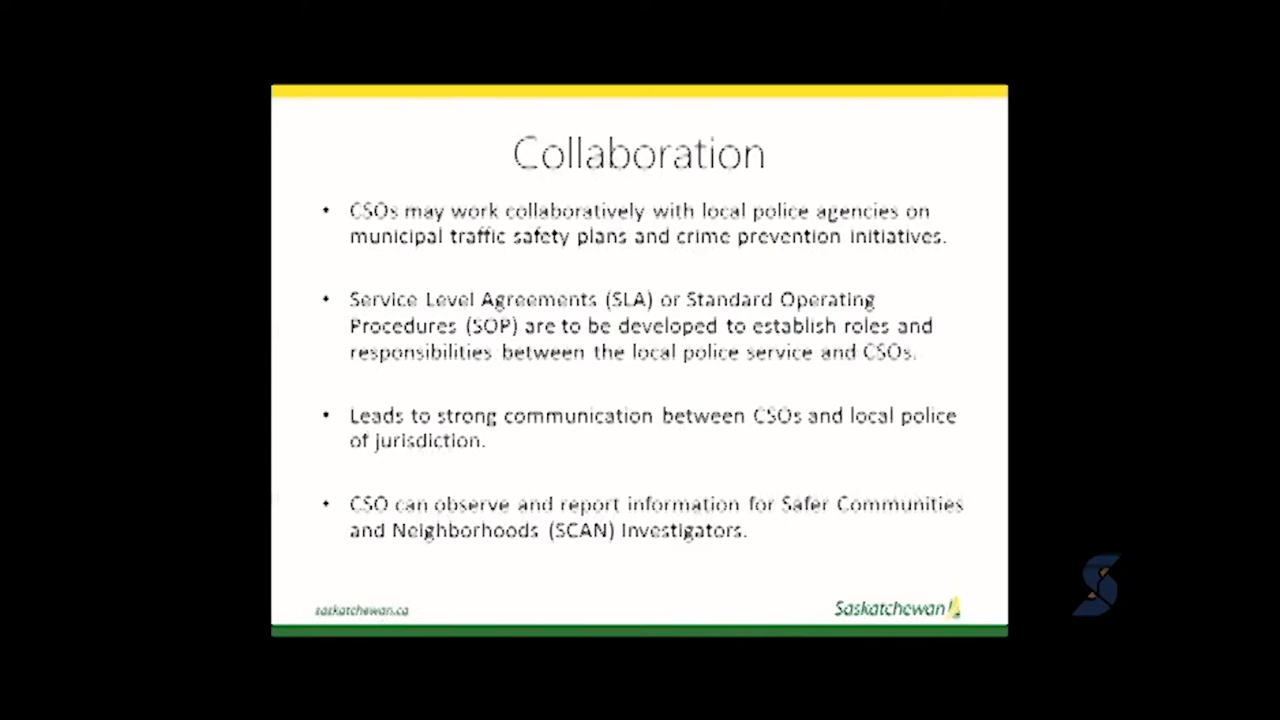 Collaboration
• CSOs may work collaboratively with local police agencies on
municipal traffic safety plans and crime prevention initiatives.
• Service Level Agreements (SLA) or Standard Operating
Procedures (SOP) are to be developed to establish roles and
responsibilities between the local police service and CSOs.
• Leads to strong communication between CSOs and local police
of jurisdiction.
• CSO can observe and report information for Safer Communities
and Neighborhoods (SCAN) Investigators.
saskatchewan.ca
Saskatchewan